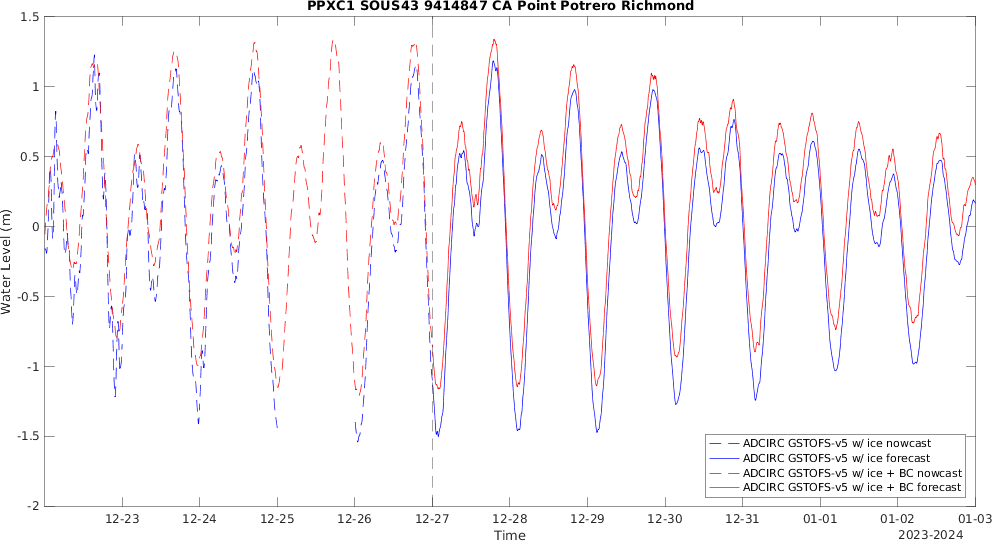 PPXC1 SOUS43 9414847 CA Point Potrero Richmond
1.5
1
0.5
0
-0.5
-1
-1.5
-2
Water Level (m)
12-23 12-24 12-25 12-26 12-27 12-28 12-29 12-30 12-31 01-01 01-02 01-03
Time
2023-2024
ADCIRC GSTOFS-v5 w/ ice nowcast
ADCIRC GSTOFS-v5 w/ ice forecast
ADCIRC GSTOFS-v5 w/ ice + BC nowcast
ADCIRC GSTOFS-v5 w/ ice + BC forecast